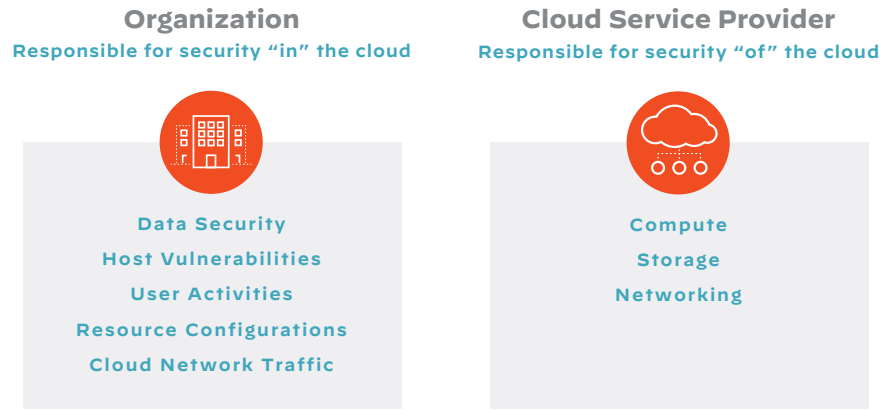 Organization
Responsible for security “in” the cloud
Data Security
Host Vulnerabilities
User Activities
Resource Configurations
Cloud Network Traffic
Cloud Service Provider
Responsible for security “of” the cloud
Compute
Storage
Networking